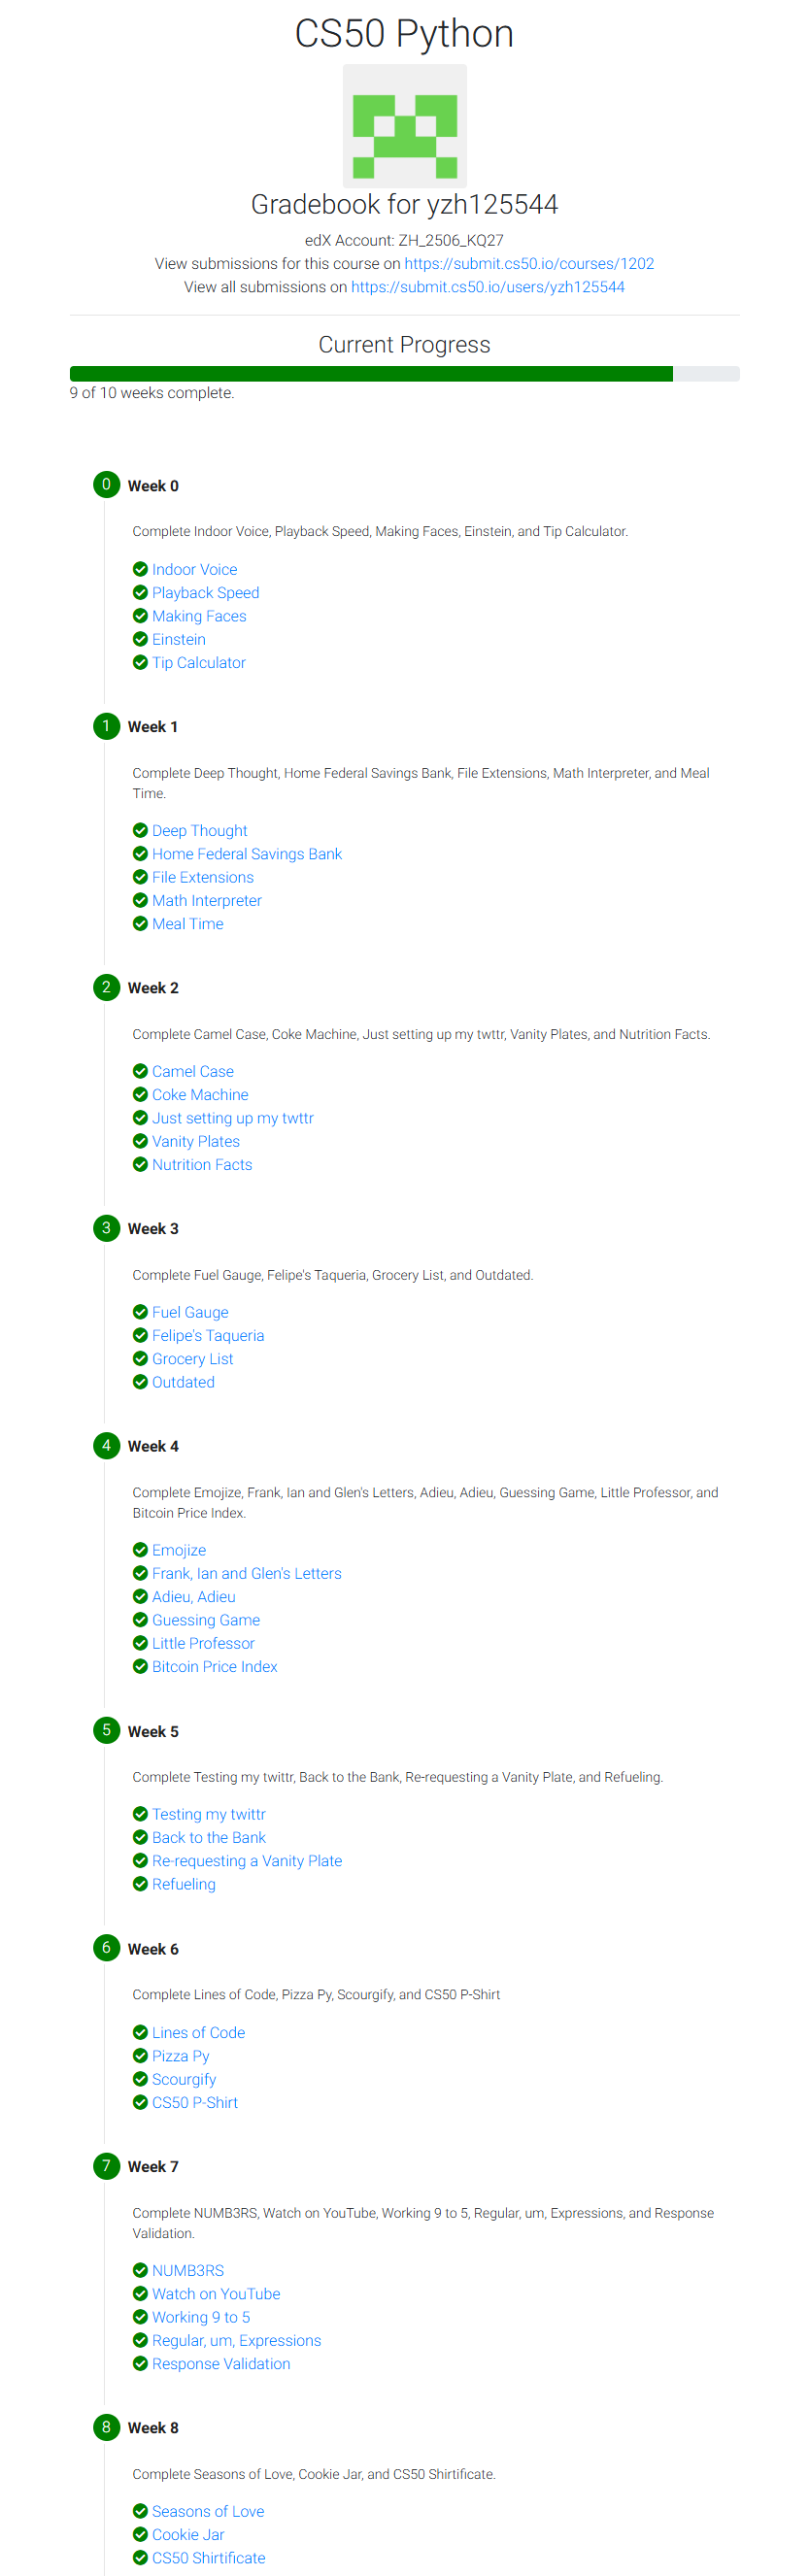 CS50 Python
Gradebook for yzh125544
edX Account: ZH_2506_KQ27
View submissions for this course on https://submit.cs50.io/courses/1202
View all submissions on https://submit.cs50.io/users/yzh125544
Current Progress
9 of 10 weeks complete.
0 Week 0
Complete Indoor Voice, Playback Speed, Making Faces, Einstein, and Tip Calculator.
Indoor Voice
Playback Speed
Making Faces
Einstein
Tip Calculator
1 Week 1
Complete Deep Thought, Home Federal Savings Bank, File Extensions, Math Interpreter, and Meal
Time.
Deep Thought
Home Federal Savings Bank
File Extensions
Math Interpreter
Meal Time
2 Week 2
Complete Camel Case, Coke Machine, Just setting up my twttr, Vanity Plates, and Nutrition Facts.
Camel Case
Coke Machine
Just setting up my twttr
Vanity Plates
Nutrition Facts
3 Week 3
Complete Fuel Gauge, Felipe's Taqueria, Grocery List, and Outdated.
Fuel Gauge
Felipe's Taqueria
Grocery List
Outdated
4 Week 4
Complete Emojize, Frank, Ian and Glen's Letters, Adieu, Adieu, Guessing Game, Little Professor, and
Bitcoin Price Index.
Emojize
Frank, Ian and Glen's Letters
Adieu, Adieu
Guessing Game
Little Professor
Bitcoin Price Index
5 Week 5
Complete Testing my twittr, Back to the Bank, Re-requesting a Vanity Plate, and Refueling.
Testing my twittr
Back to the Bank
Re-requesting a Vanity Plate
Refueling
6 Week 6
Complete Lines of Code, Pizza Py, Scourgify, and CS50 P-Shirt
Lines of Code
Pizza Py
Scourgify
CS50 P-Shirt
7 Week 7
Complete NUMB3RS, Watch on YouTube, Working 9 to 5, Regular, um, Expressions, and Response
Validation.
NUMB3RS
Watch on YouTube
Working 9 to 5
Regular, um, Expressions
Response Validation
8 Week 8
Complete Seasons of Love, Cookie Jar, and CS50 Shirtificate.
Seasons of Love
Cookie Jar
CS50 Shirtificate